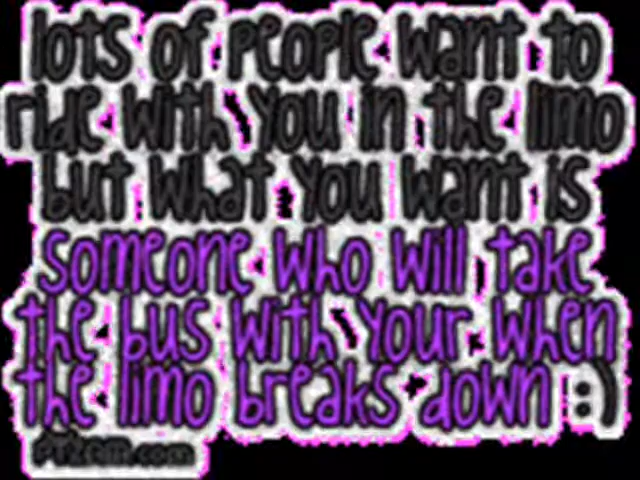 lots of people want to
ride with you in the limo
but what you want is
someone who will take
the bus with your when
the limo breaks down :)